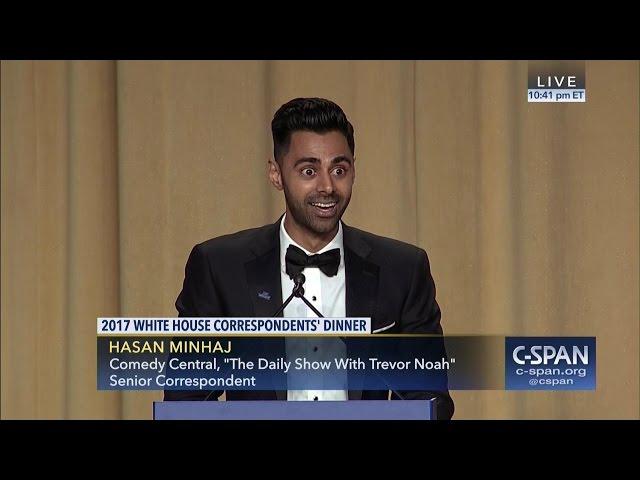 LIVE
10:41 pm ET
2017 WHITE HOUSE CORRESPONDENTS' DINNER
HASAN MINHAJ
Comedy Central, "The Daily Show With Trevor Noah"
Senior Correspondent
C-SPAN
c-span.org
@cspan